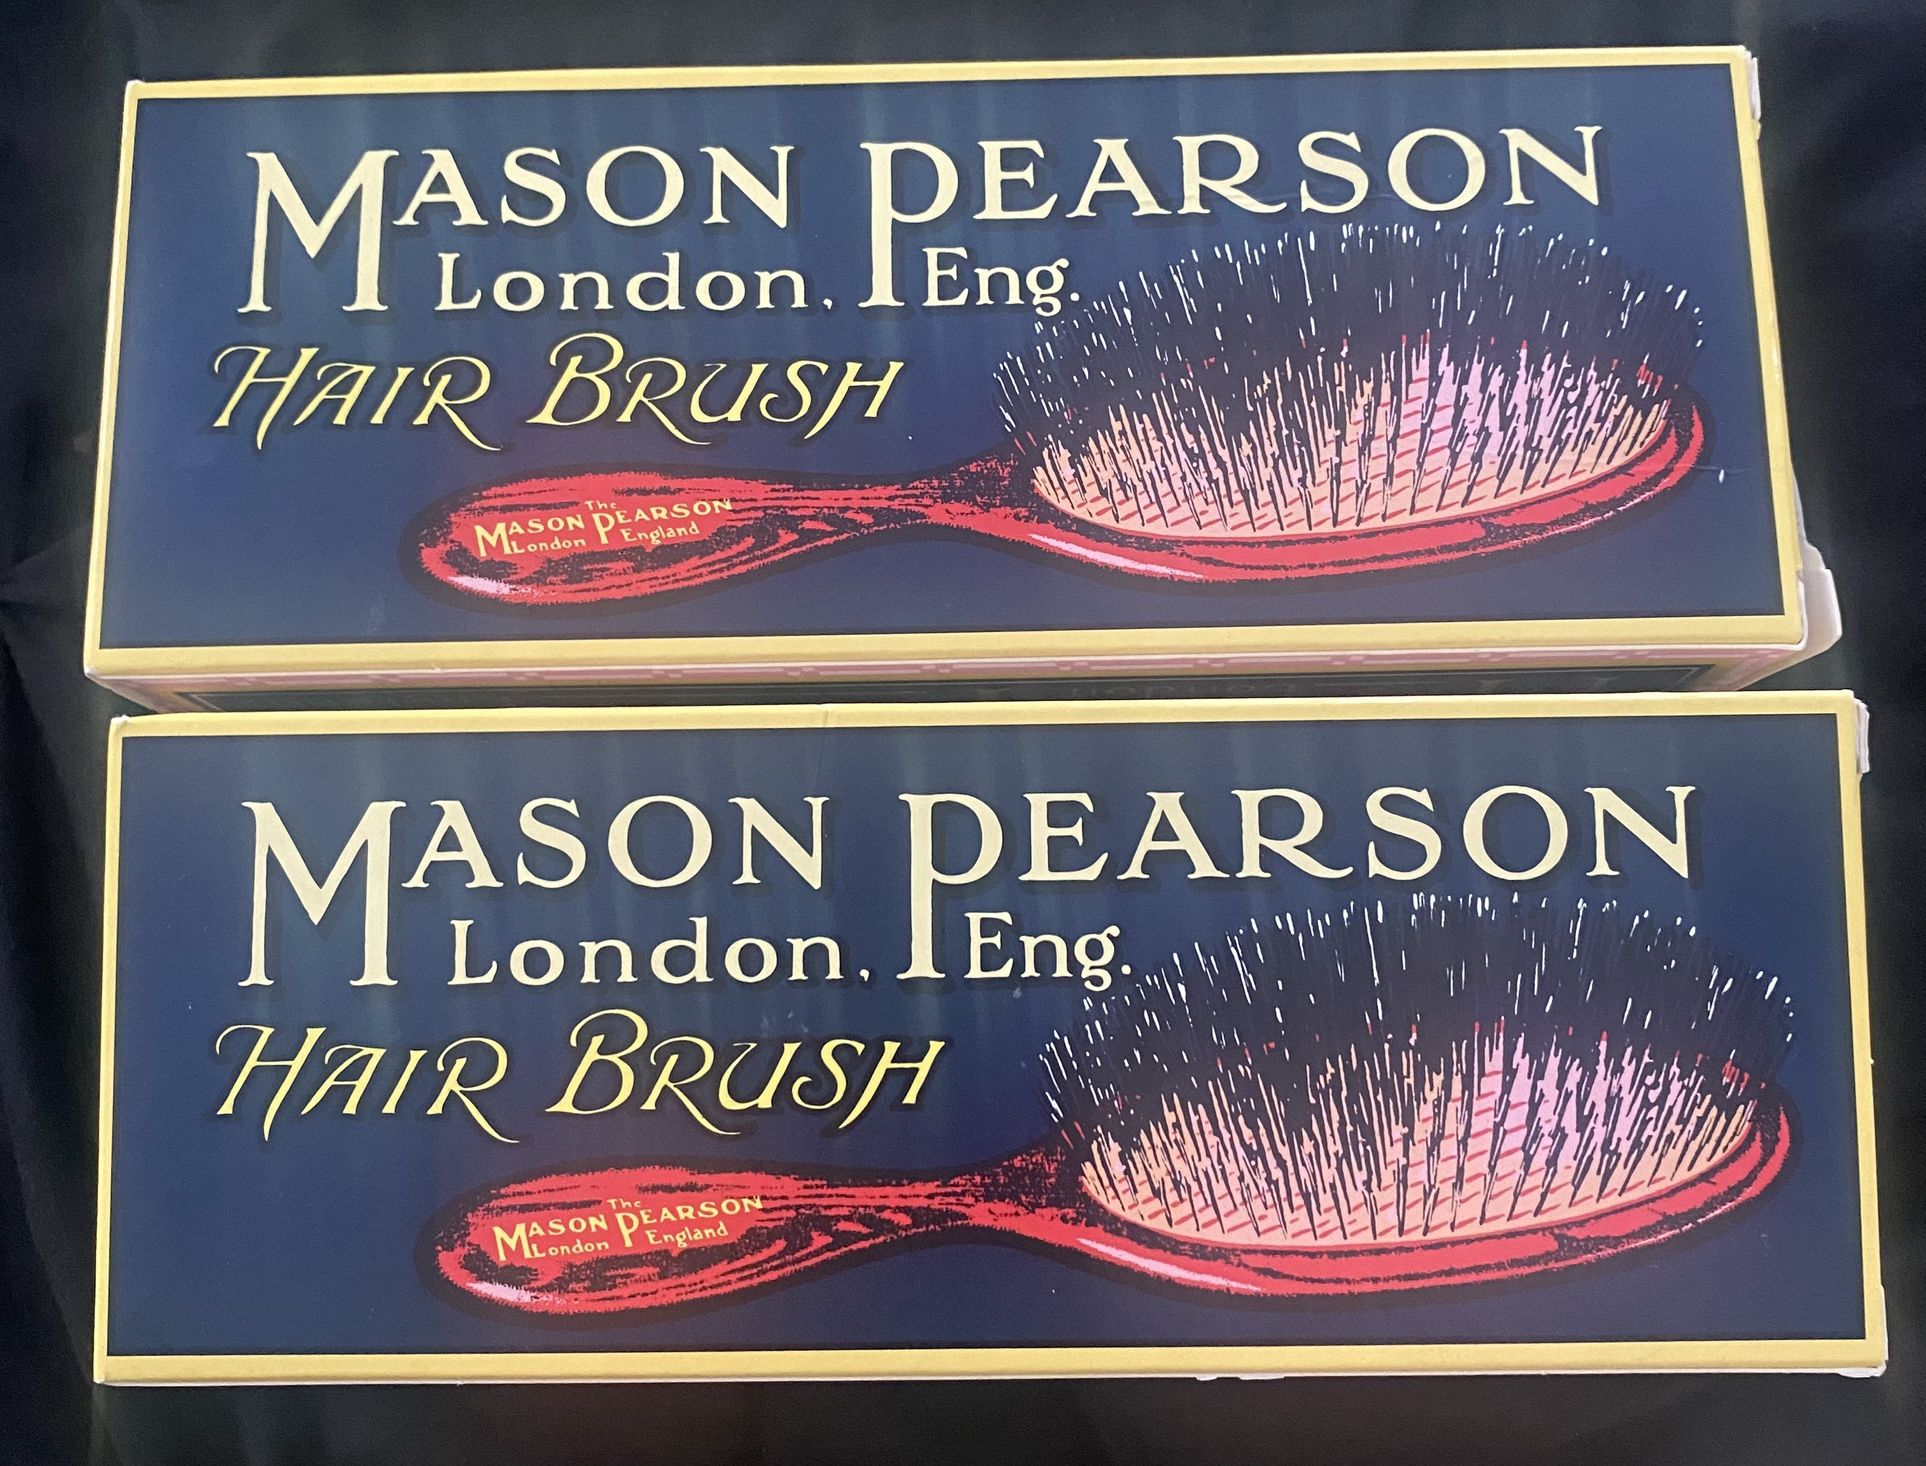 MASON PEARSON
London, Eng.
HAIR BRUSH
The
MASON PEARSON
London England
London
MASON PEARSON
London, Eng.
HAIR BRUSH
The
MASON PEARSON
London England